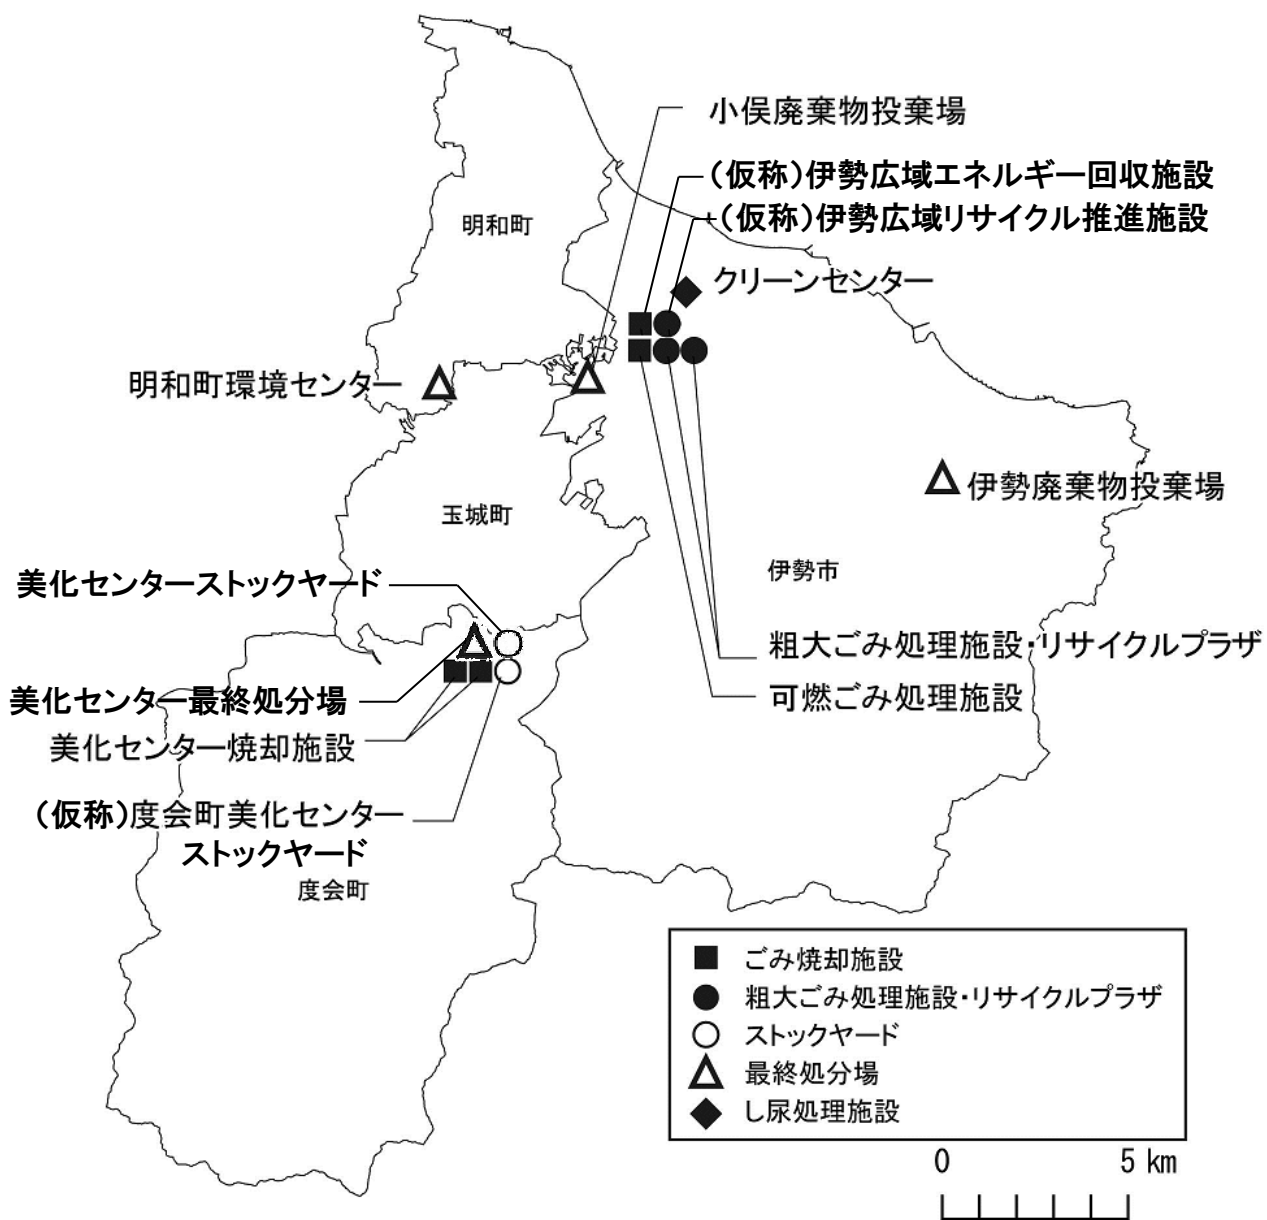 小俣廃棄物投棄場
（仮称）伊勢広域エネルギー回収施設
（仮称）伊勢広域リサイクル推進施設
明和町
クリーンセンター
明和町環境センター
伊勢廃棄物投棄場
玉城町
伊勢市
美化センターストックヤード
粗大ごみ処理施設・リサイクルプラザ
可燃ごみ処理施設
美化センター最終処分場
美化センター焼却施設
（仮称）度会町美化センター
ストックヤード
度会町
ごみ焼却施設
粗大ごみ処理施設・リサイクルプラザ
ストックヤード
最終処分場
し尿処理施設
0 5 km